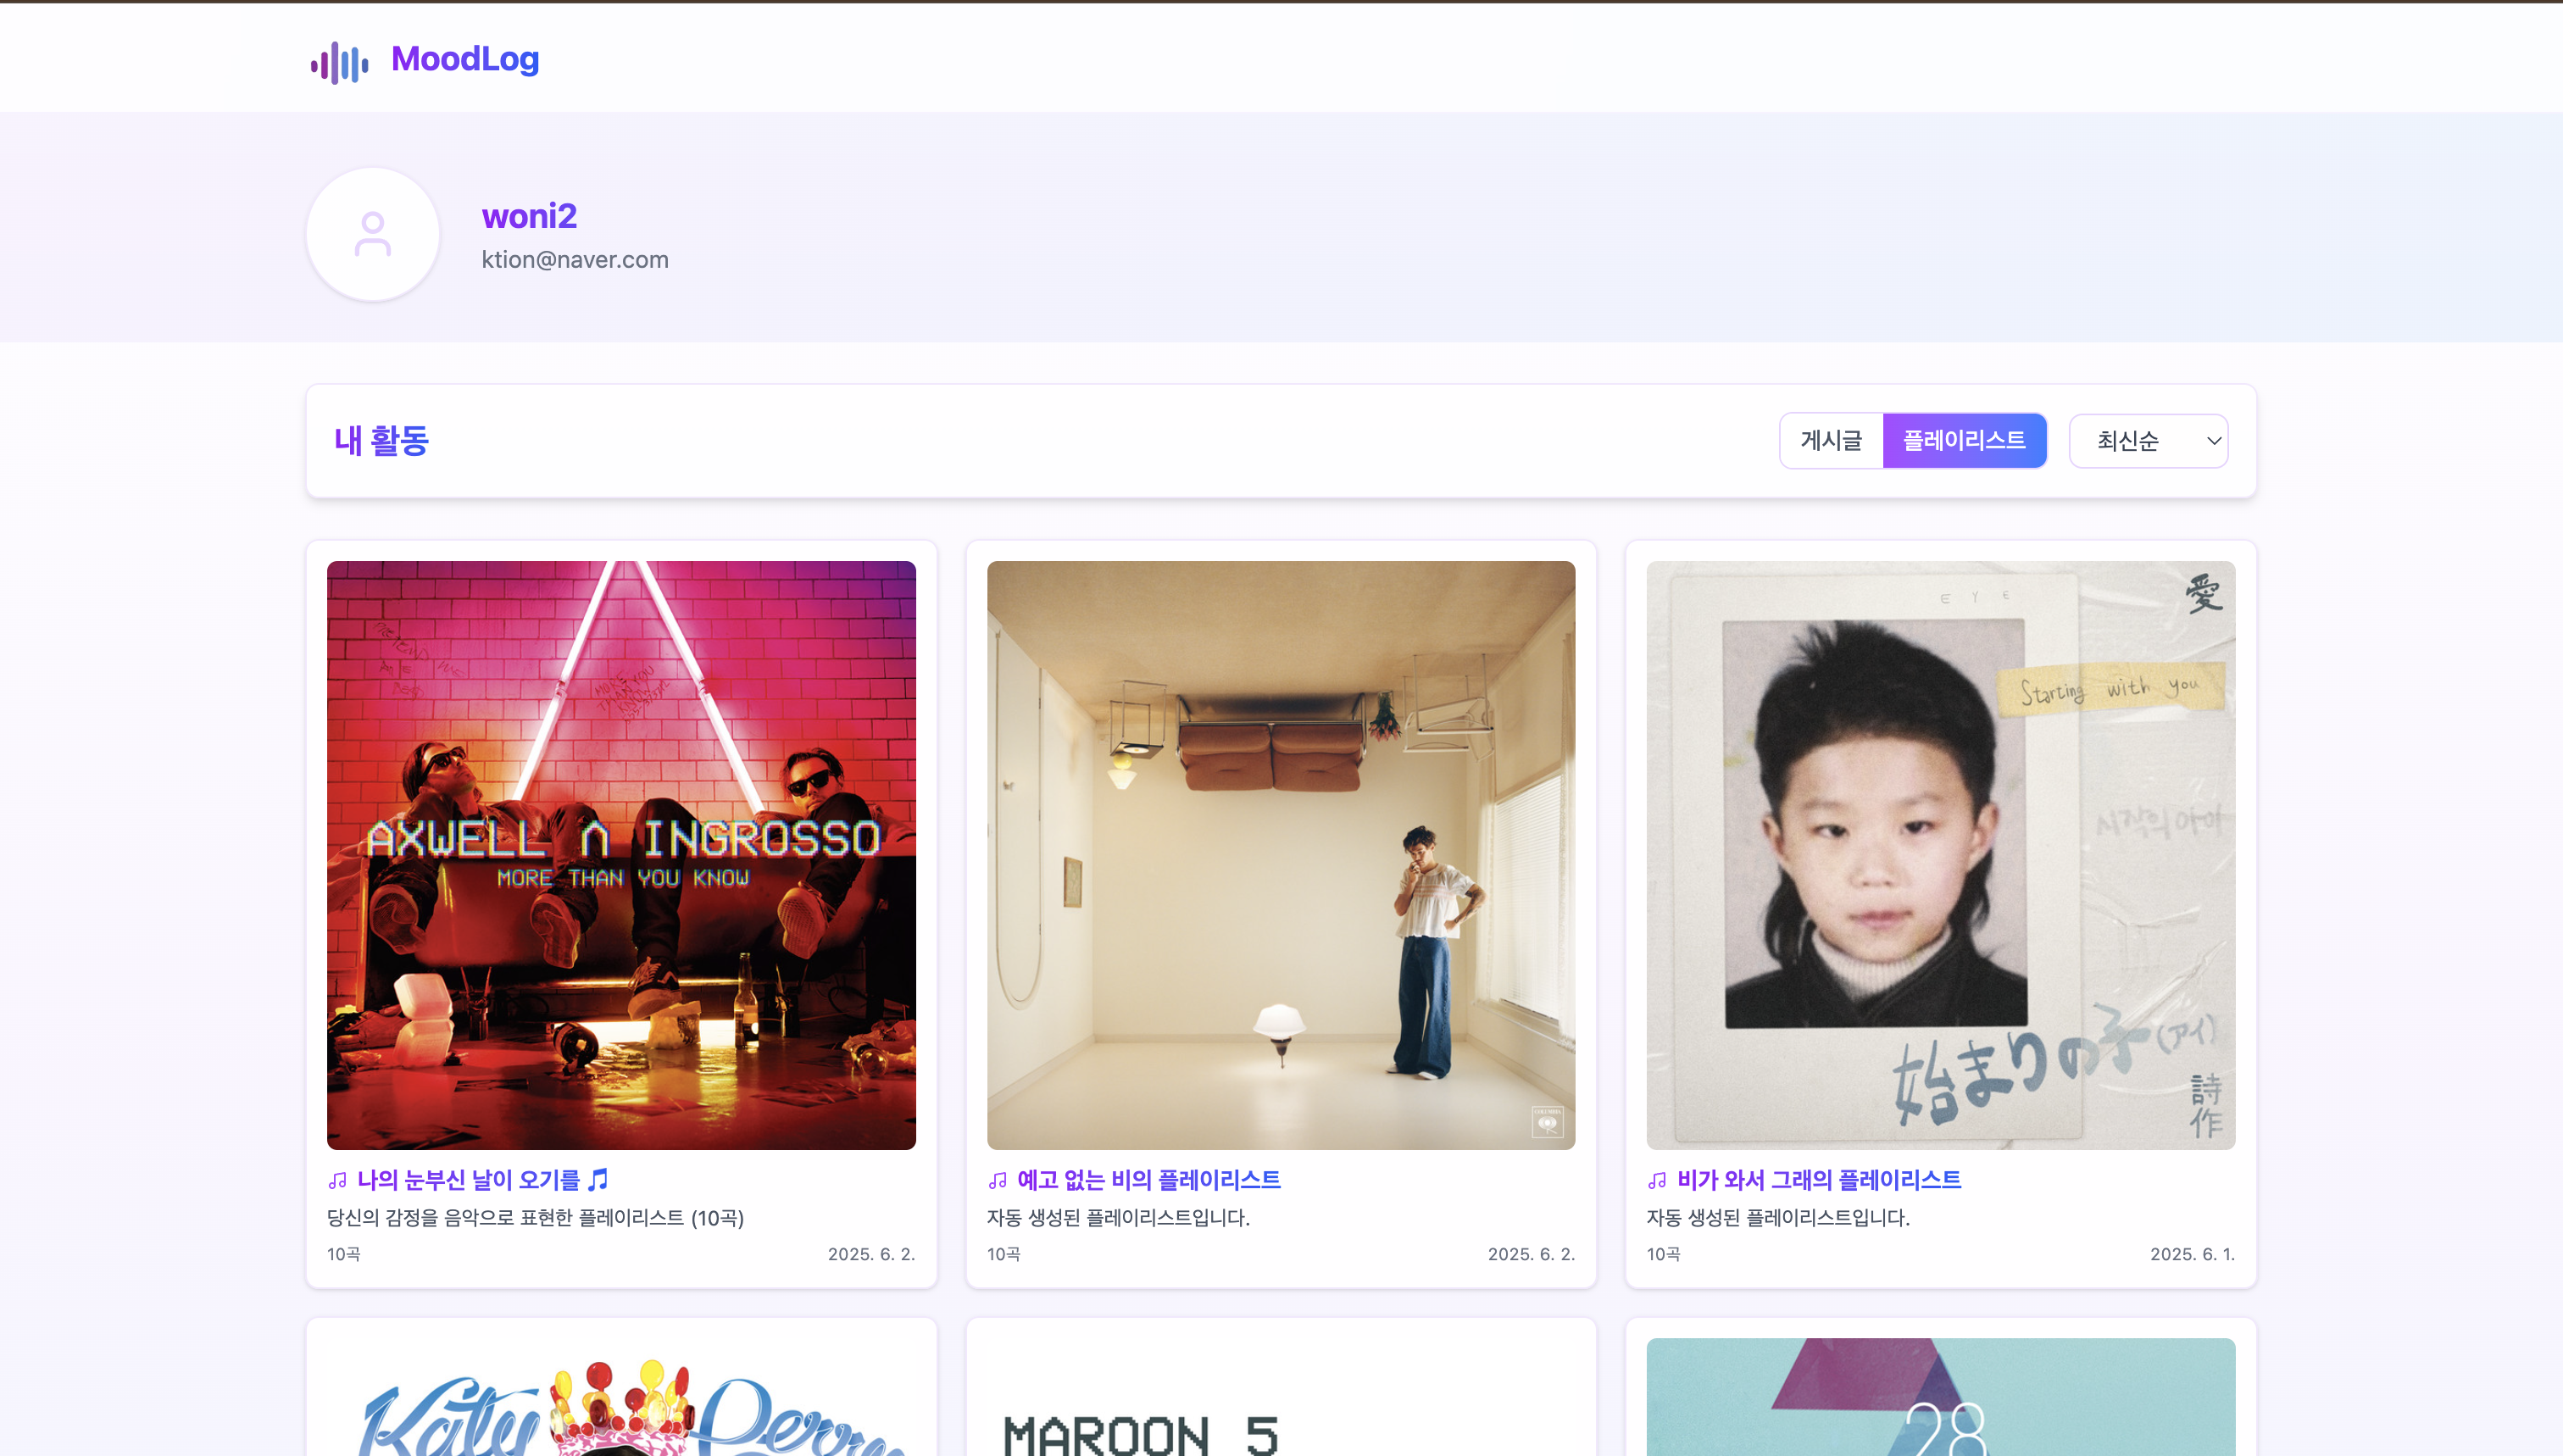 MoodLog
woni2
ktion@naver.com
내 활동
게시글
플레이리스트
최신순
AXWELL Λ INGROSSO
MORE THAN YOU KNOW
나의 눈부신 날이 오기를 🎵
당신의 감정을 음악으로 표현한 플레이리스트 (10곡)
10곡
2025. 6. 2.
예고 없는 비의 플레이리스트
자동 생성된 플레이리스트입니다.
10곡
2025. 6. 2.
E Y E
愛
Starting with you
시작의 아이
始まりの子(アイ)
詩作
비가 와서 그래의 플레이리스트
자동 생성된 플레이리스트입니다.
10곡
2025. 6. 1.
Katy Perry
MAROON 5
28